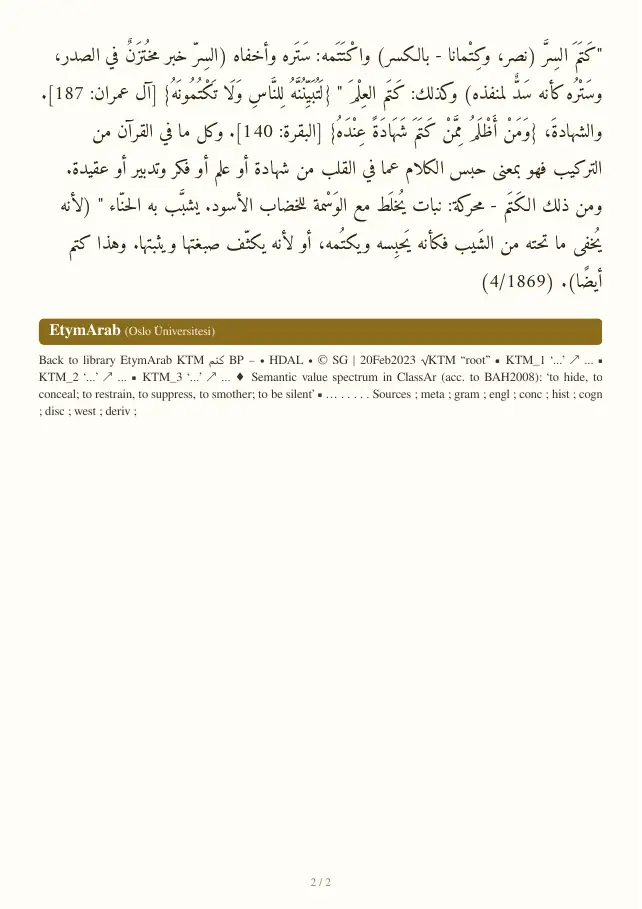 "كَتَمَ السِرَّ (نصر، وكِتْمانا - بالكسر) واكْتَتَمه: سَتَره وأخفاه (السِرّ خبر مخْتُزَنٌ في الصدر،
وسَتْرُه كأنه سَدٌّ لمنفذه) وكذلك: كَتَم العِلْمَ " {لَتُبَيِّنُنَّهُ لِلنَّاسِ وَلَا تَكْتُمُونَهُ} [آل عمران: 187].
والشهادةَ، {وَمَنْ أَظْلَمُ مِمَّنْ كَتَمَ شَهَادَةً عِنْدَهُ} [البقرة: 140]. وكل ما في القرآن من
التركيب فهو بمعنى حبس الكلام عما في القلب من شهادة أو علم أو فكر وتدبير أو عقيدة.
ومن ذلك الكَتَم - محركة: نبات يُخلَط مع الوَسْمة للخضاب الأسود. يشبَّب به الحنّاء " (لأنه
يُخفى ما تحته من الشَيب فكأنه يَحبِسه ويكتُمه، أو لأنه يكثّف صبغتها ويثبتها. وهذا كتم
أيضًا). (4/1869)
EtymArab (Oslo Üniversitesi)
Back to library EtymArab KTM كتم BP – • HDAL • © SG | 20Feb2023 √KTM “root” ▪ KTM_1 ‘...’ ↗ ... ▪
KTM_2 ‘...’ ↗ ... ▪ KTM_3 ‘...’ ↗ ... ♦ Semantic value spectrum in ClassAr (acc. to BAH2008): ‘to hide, to
conceal; to restrain, to suppress, to smother; to be silent’ ▪ … . . . . . Sources ; meta ; gram ; engl ; conc ; hist ; cogn
; disc ; west ; deriv ;
2 / 2